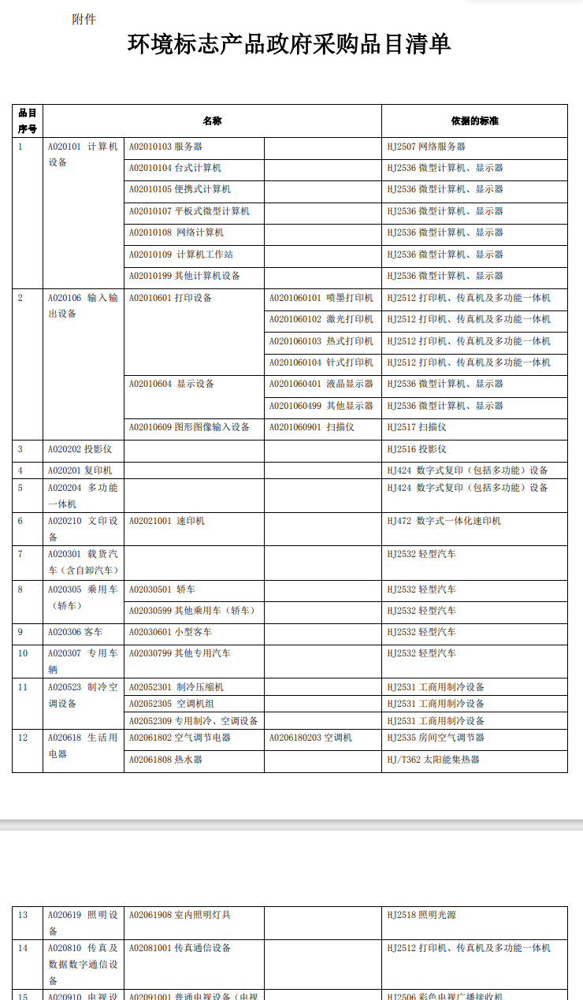 附件
环境标志产品政府采购品目清单
品目
序号
名称
依据的标准
1
A020101 计算机
设备
A02010103 服务器
HJ2507 网络服务器
A02010104 台式计算机
HJ2536 微型计算机、显示器
A02010105 便携式计算机
HJ2536 微型计算机、显示器
A02010107 平板式微型计算机
HJ2536 微型计算机、显示器
A02010108 网络计算机
HJ2536 微型计算机、显示器
A02010109 计算机工作站
HJ2536 微型计算机、显示器
A02010199 其他计算机设备
HJ2536 微型计算机、显示器
2
A020106 输入输
出设备
A02010601 打印设备
A0201060101 喷墨打印机
HJ2512 打印机、传真机及多功能一体机
A0201060102 激光打印机
HJ2512 打印机、传真机及多功能一体机
A0201060103 热式打印机
HJ2512 打印机、传真机及多功能一体机
A0201060104 针式打印机
HJ2512 打印机、传真机及多功能一体机
A02010604 显示设备
A0201060401 液晶显示器
HJ2536 微型计算机、显示器
A0201060499 其他显示器
HJ2536 微型计算机、显示器
A02010609 图形图像输入设备
A0201060901 扫描仪
HJ2517 扫描仪
3
A020202 投影仪
HJ2516 投影仪
4
A020201 复印机
HJ424 数字式复印（包括多功能）设备
5
A020204 多功能
一体机
HJ424 数字式复印（包括多功能）设备
6
A020210 文印设
备
A02021001 速印机
HJ472 数字式一体化速印机
7
A020301 载货汽
车（含自卸汽车）
HJ2532 轻型汽车
8
A020305 乘用车
（轿车）
A02030501 轿车
HJ2532 轻型汽车
A02030599 其他乘用车（轿车）
HJ2532 轻型汽车
9
A020306 客车
A02030601 小型客车
HJ2532 轻型汽车
10
A020307 专用车
辆
A02030799 其他专用汽车
HJ2532 轻型汽车
11
A020523 制冷空
调设备
A02052301 制冷压缩机
HJ2531 工商用制冷设备
A02052305 空调机组
HJ2531 工商用制冷设备
A02052309 专用制冷、空调设备
HJ2531 工商用制冷设备
12
A020618 生活用
电器
A02061802 空气调节电器
A0206180203 空调机
HJ2535 房间空气调节器
A02061808 热水器
HJ/T362 太阳能集热器
13
A020619 照明设
备
A02061908 室内照明灯具
HJ2518 照明光源
14
A020810 传真及
数据数字通信设
备
A02081001 传真通信设备
HJ2512 打印机、传真机及多功能一体机
15
A020910 电视设
A02091001 普通电视设备（电视
HJ2506 彩色电视广播接收机